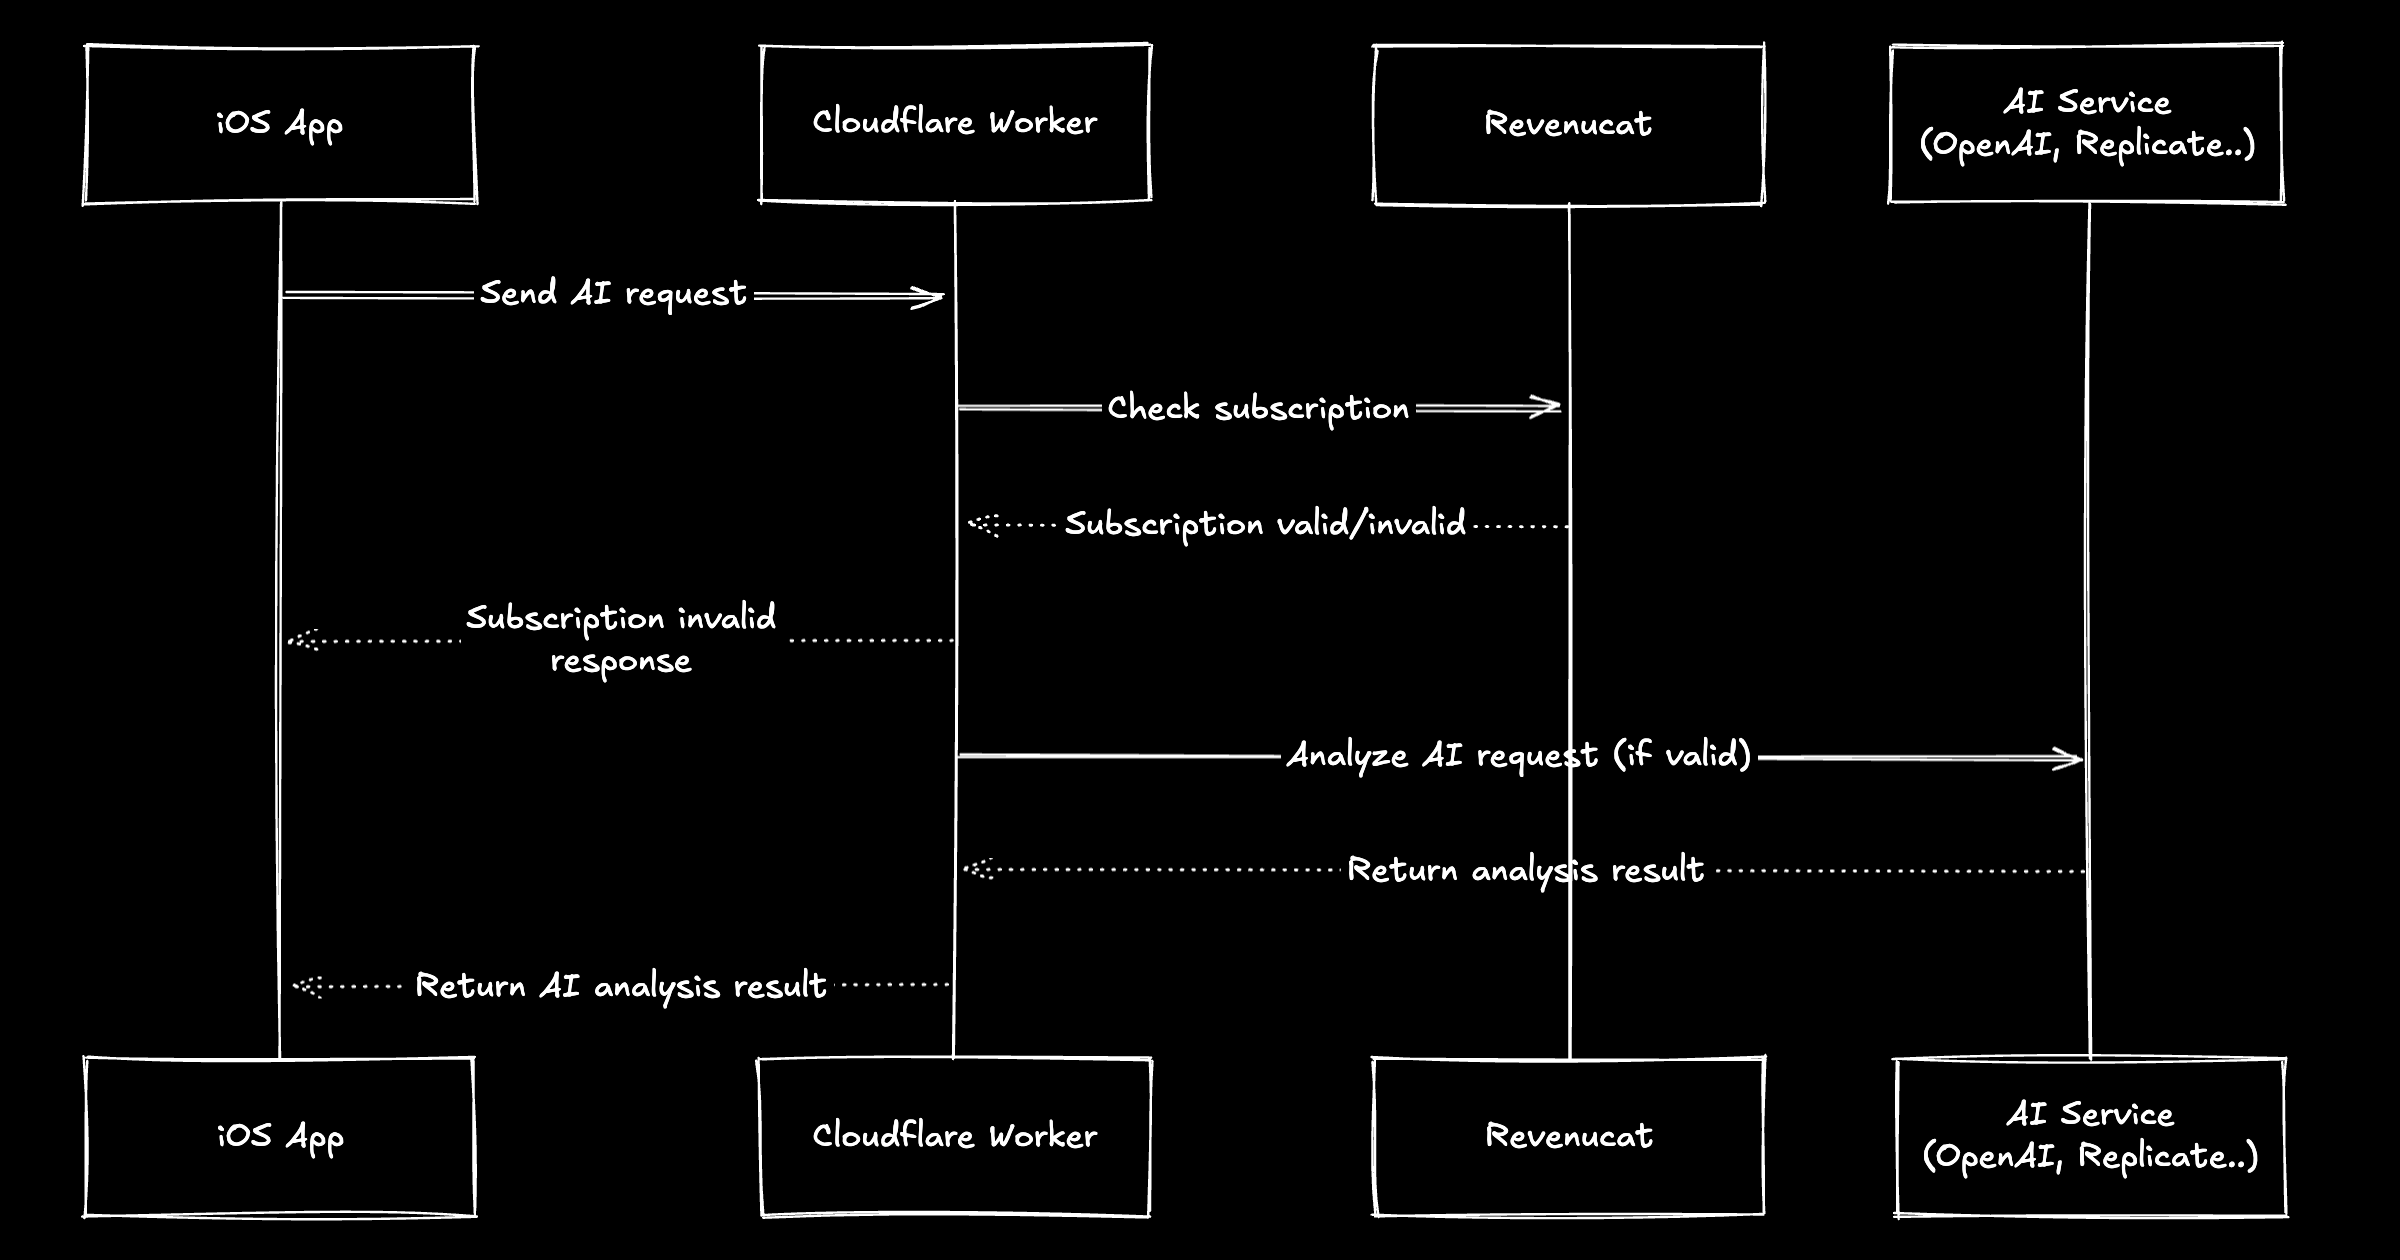 iOS App
Cloudflare Worker
Revenucat
AI Service
(OpenAI, Replicate..)
Send AI request
Check subscription
Subscription valid/invalid
Subscription invalid
response
Analyze AI request (if valid)
Return analysis result
Return AI analysis result
iOS App
Cloudflare Worker
Revenucat
AI Service
(OpenAI, Replicate..)